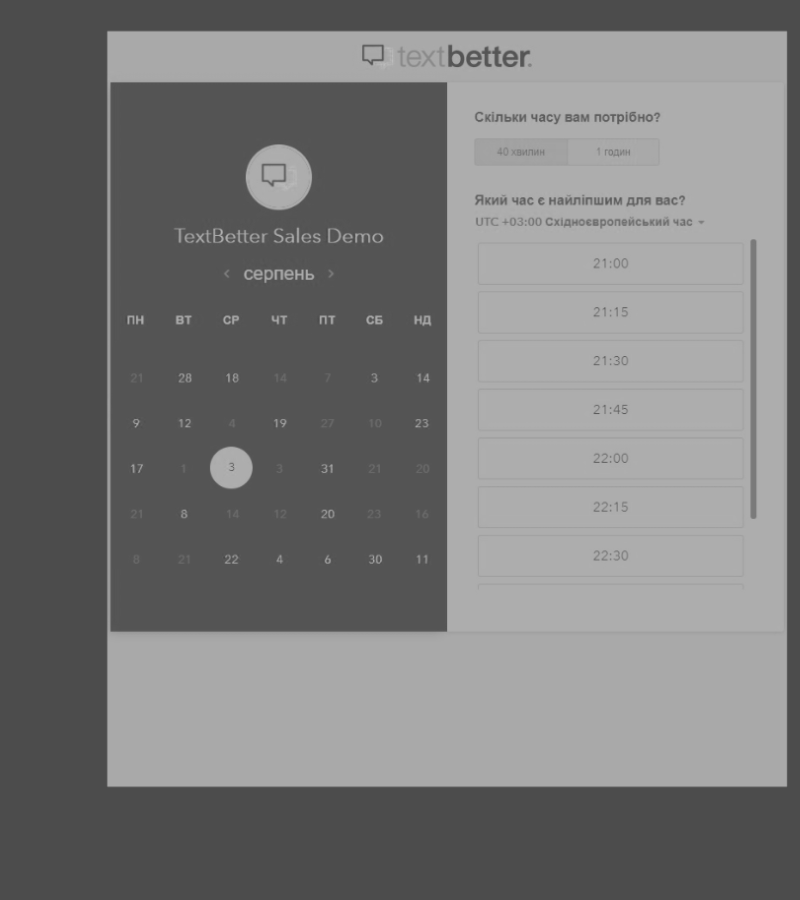 textbetter.
TextBetter Sales Demo
серпень
ПН ВТ СР ЧТ ПТ СБ НД
21 28 18 14 7 3 14
9 12 4 19 27 10 23
17 1 3 3 31 21 20
21 8 14 12 20 23 16
8 21 22 4 6 30 11
Скільки часу вам потрібно?
40 хвилин 1 годин
Який час є найліпшим для вас?
UTC +03:00 Східноєвропейський час
21:00
21:15
21:30
21:45
22:00
22:15
22:30